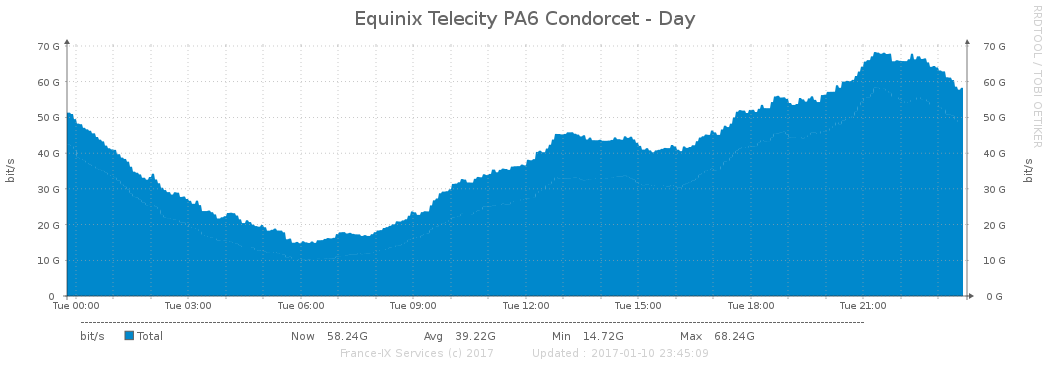 Equinix Telecity PA6 Condorcet - Day
RRDTOOL / TOBI OETIKER
70 G 70 G
60 G 60 G
50 G 50 G
40 G 40 G
30 G 30 G
20 G 20 G
10 G 10 G
0 0 G
bit/s bit/s
Tue 00:00 Tue 03:00 Tue 06:00 Tue 09:00 Tue 12:00 Tue 15:00 Tue 18:00 Tue 21:00
bit/s Total Now 58.24G Avg 39.22G Min 14.72G Max 68.24G
France-IX Services (c) 2017 Updated : 2017-01-10 23:45:09